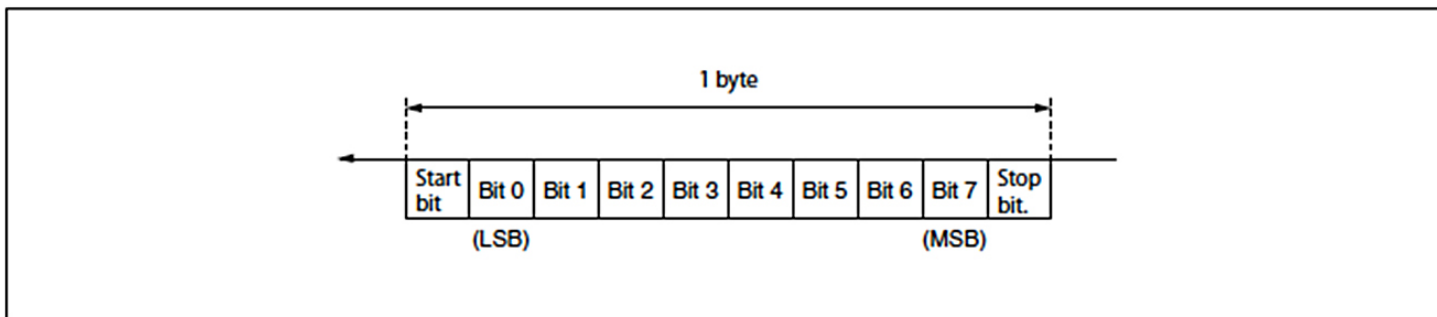 1 byte
Start bit Bit 0 Bit 1 Bit 2 Bit 3 Bit 4 Bit 5 Bit 6 Bit 7 Stop bit.
(LSB) (MSB)